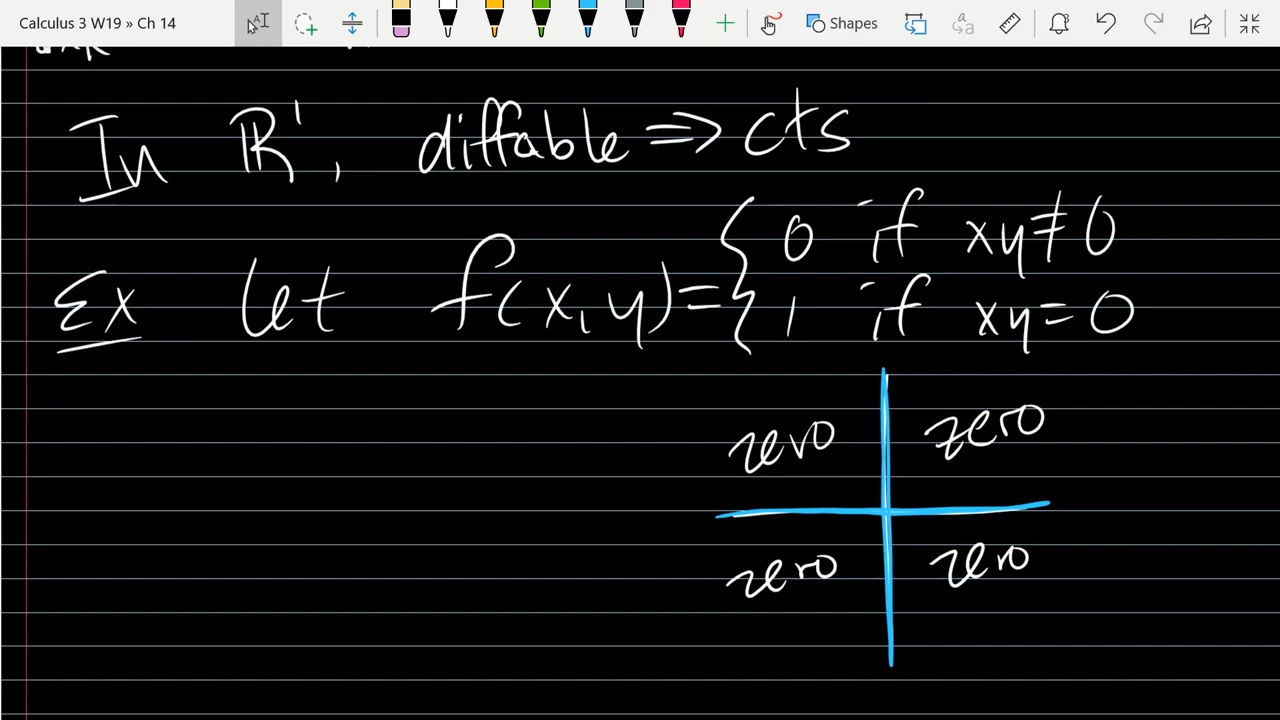 Calculus 3 W19 » Ch 14
Shapes
In ℝ¹, diffable ⇒ cts
Ex let f(x,y) = { 0 if xy ≠ 0
1 if xy = 0
zero zero
zero zero